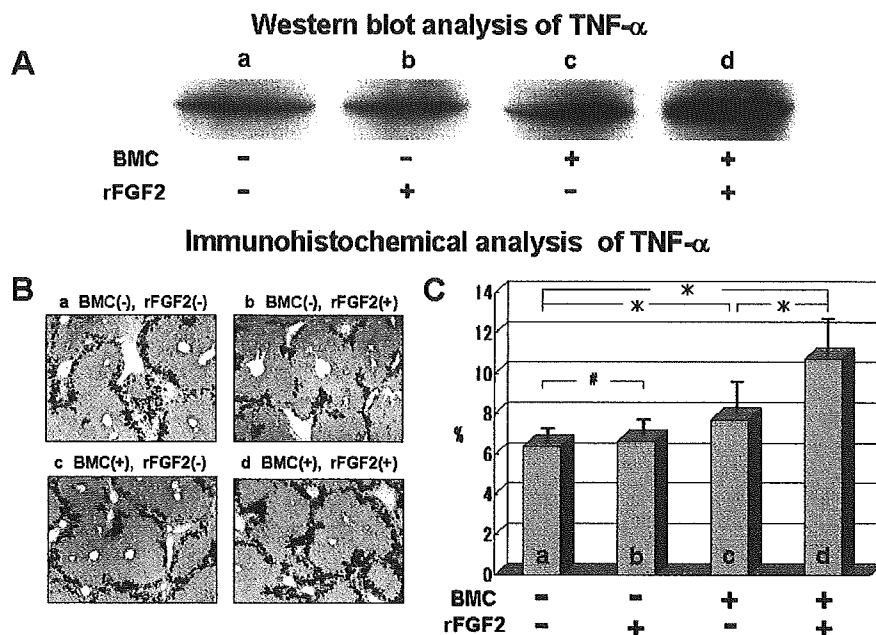 Western blot analysis of TNF-α
A
a b c d
BMC - - + +
rFGF2 - + - +
Immunohistochemical analysis of TNF-α
B
a BMC(-), rFGF2(-)
b BMC(-), rFGF2(+)
c BMC(+), rFGF2(-)
d BMC(+), rFGF2(+)
C
14
12
10
8
6
4
2
0
%
*
* *
#
a b c d
BMC - - + +
rFGF2 - + - +